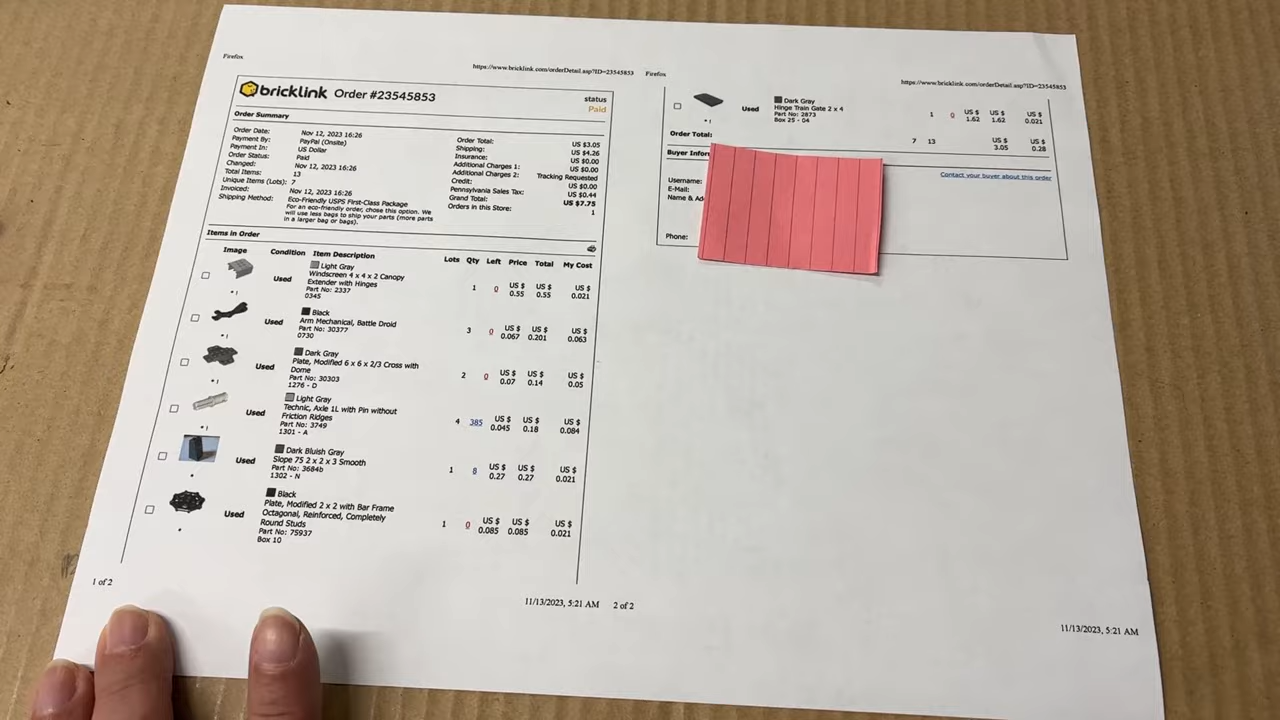 Firefox
https://www.bricklink.com/orderDetail.asp?ID=23545853
bricklink Order #23545853
status
Paid
Order Summary
Order Date: Nov 12, 2023 16:26
Payment By: PayPal (Onsite)
Payment In: US Dollar
Order Status: Paid
Changed: Nov 12, 2023 16:26
Total Items: 13
Unique Items (Lots): 7
Invoiced: Nov 12, 2023 16:26
Shipping Method: Eco-Friendly USPS First-Class Package
For an eco-friendly order, chose this option. We
will use less bags to ship your parts (more parts
in a larger bag or bags).
Order Total: US $3.05
Shipping: US $4.26
Insurance: US $0.00
Additional Charges 1: US $0.00
Additional Charges 2: Tracking Requested
US $0.00
Credit:
Pennsylvania Sales Tax: US $0.44
Grand Total: US $7.75
Orders in this Store: 1
Items in Order
Image Condition Item Description Lots Qty Left Price Total My Cost
Light Gray
Windscreen 4 x 4 x 2 Canopy
Extender with Hinges
Part No: 2337
0345
Used 1 0 US $ 0.55 US $ 0.55 US $ 0.021
* 1
Black
Arm Mechanical, Battle Droid
Part No: 30377
0730
Used 3 0 US $ 0.067 US $ 0.201 US $ 0.063
* 1
Dark Gray
Plate, Modified 6 x 6 x 2/3 Cross with
Dome
Part No: 30303
1276 - D
Used 2 0 US $ 0.07 US $ 0.14 US $ 0.05
* 1
Light Gray
Technic, Axle 1L with Pin without
Friction Ridges
Part No: 3749
1301 - A
Used 4 385 US $ 0.045 US $ 0.18 US $ 0.084
* 1
Dark Bluish Gray
Slope 75 2 x 2 x 3 Smooth
Part No: 3684b
1302 - N
Used 1 8 US $ 0.27 US $ 0.27 US $ 0.021
*
Black
Plate, Modified 2 x 2 with Bar Frame
Octagonal, Reinforced, Completely
Round Studs
Part No: 75937
Box 10
Used 1 0 US $ 0.085 US $ 0.085 US $ 0.021
*
1 of 2
11/13/2023, 5:21 AM
Firefox
https://www.bricklink.com/orderDetail.asp?ID=23545853
Dark Gray
Hinge Train Gate 2 x 4
Part No: 2873
Box 25 - 04
Used 1 0 US $ 1.62 US $ 1.62 US $ 0.021
* 1
Order Total: 7 13 US $ 3.05 US $ 0.28
Buyer
Contact your buyer about this order
Username:
E-Mail:
Name &
Phone:
2 of 2
11/13/2023, 5:21 AM